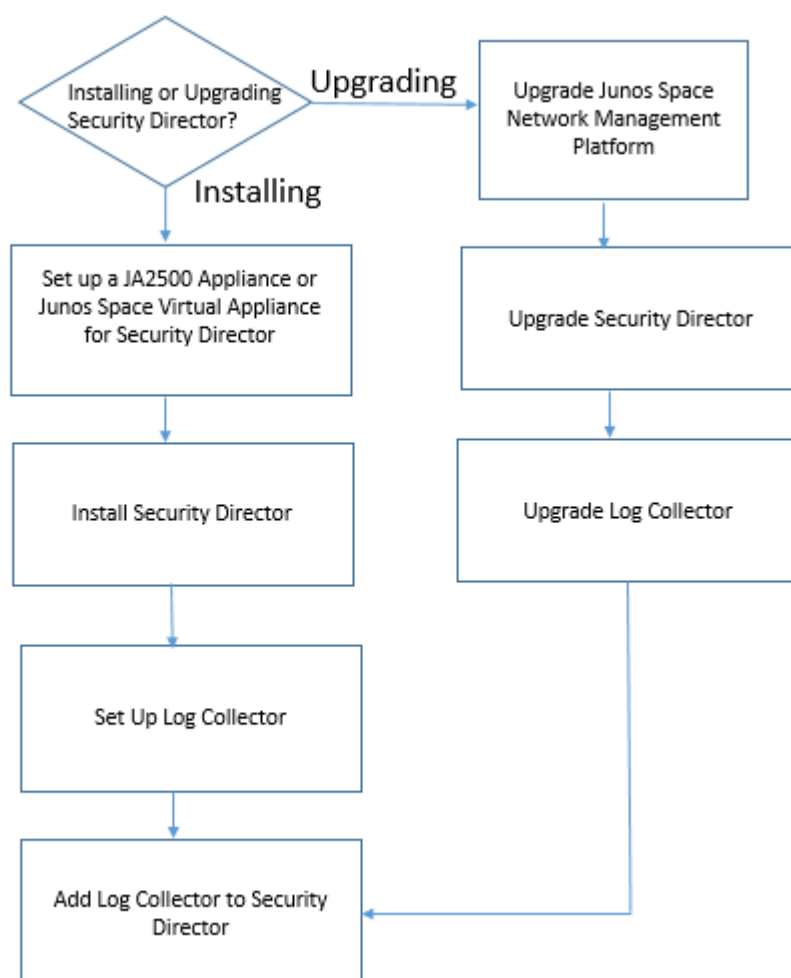 Installing or Upgrading
Security Director?
Upgrading
Upgrade Junos Space
Network Management
Platform
Installing
Set up a JA2500 Appliance or
Junos Space Virtual Appliance
for Security Director
Upgrade Security Director
Install Security Director
Upgrade Log Collector
Set Up Log Collector
Add Log Collector to Security
Director